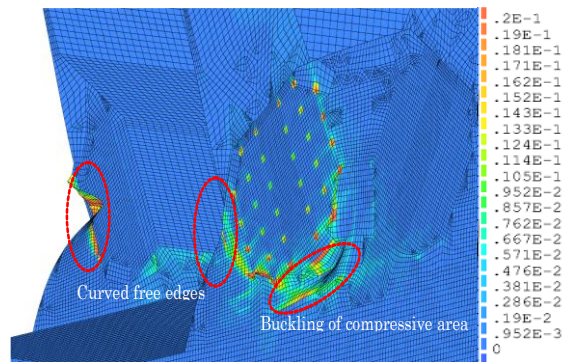 .2E-1
.19E-1
.181E-1
.171E-1
.162E-1
.152E-1
.143E-1
.133E-1
.124E-1
.114E-1
.105E-1
.952E-2
.857E-2
.762E-2
.667E-2
.571E-2
.476E-2
.381E-2
.286E-2
.19E-2
.952E-3
0
Curved free edges
Buckling of compressive area